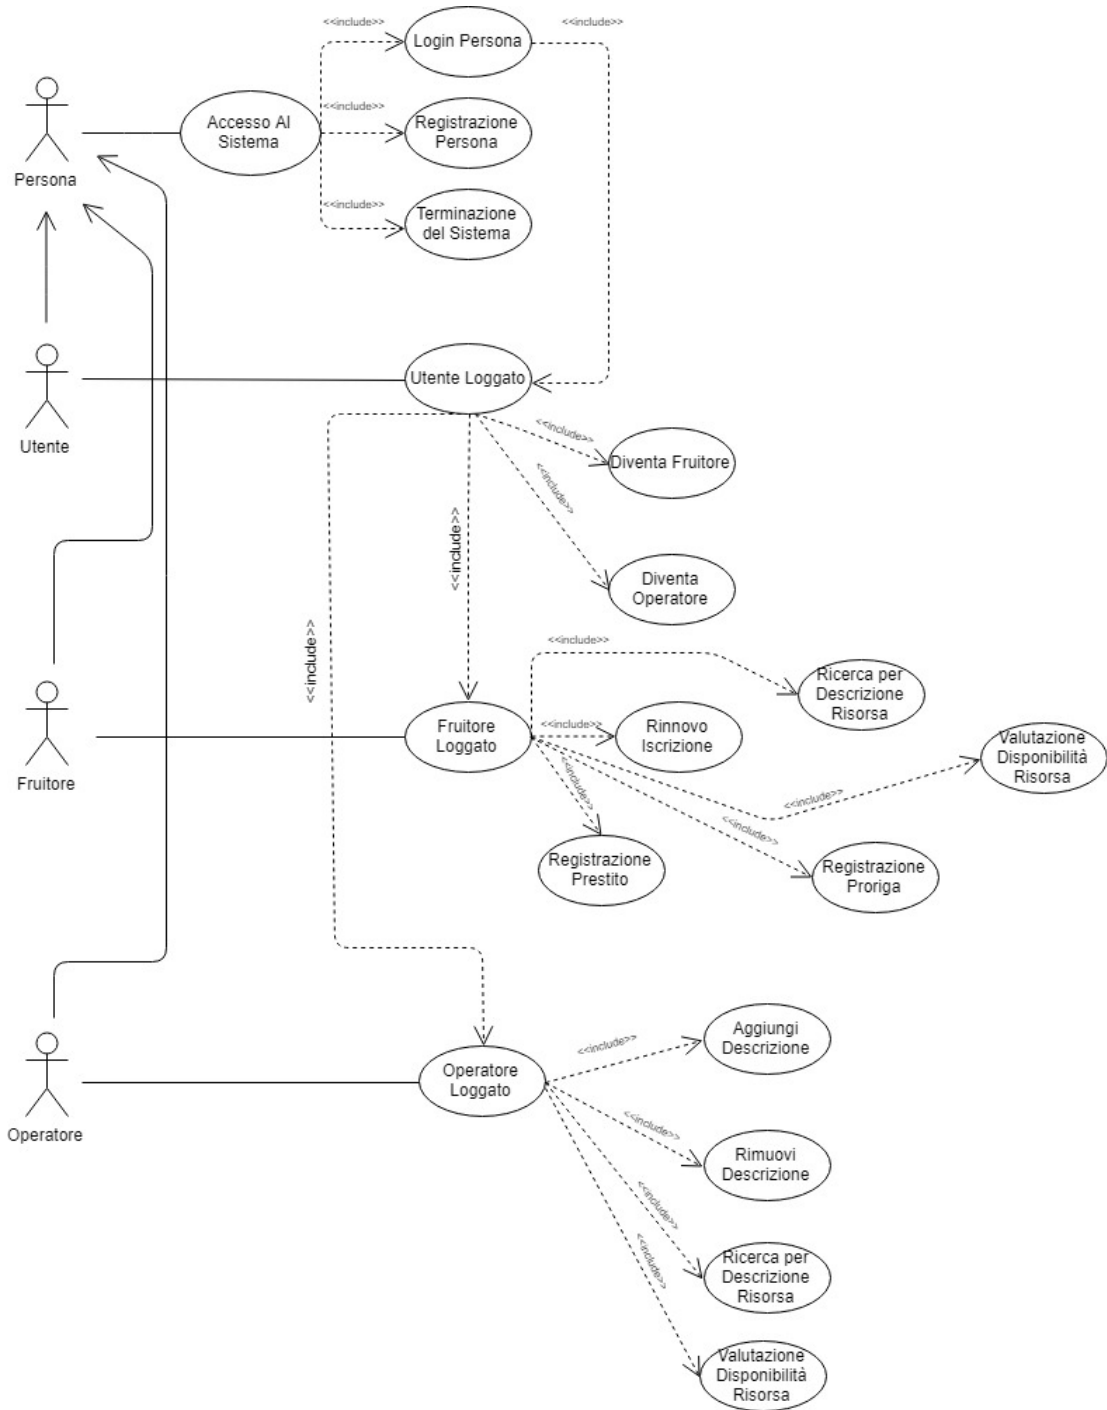 <<include>>
<<include>>
Login Persona
<<include>>
Accesso Al
Sistema
Registrazione
Persona
Persona
<<include>>
Terminazione
del Sistema
Utente Loggato
Utente
<<include>>
Diventa Fruitore
<<include>>
<<include>>
Diventa
Operatore
<<include>>
<<include>>
Ricerca per
Descrizione
Risorsa
Fruitore
Loggato
<<include>>
Rinnovo
Iscrizione
Valutazione
Disponibilità
Risorsa
Fruitore
<<include>>
<<include>>
<<include>>
Registrazione
Prestito
Registrazione
Proriga
Operatore
Loggato
Operatore
<<include>>
Aggiungi
Descrizione
<<include>>
Rimuovi
Descrizione
<<include>>
Ricerca per
Descrizione
Risorsa
<<include>>
Valutazione
Disponibilità
Risorsa